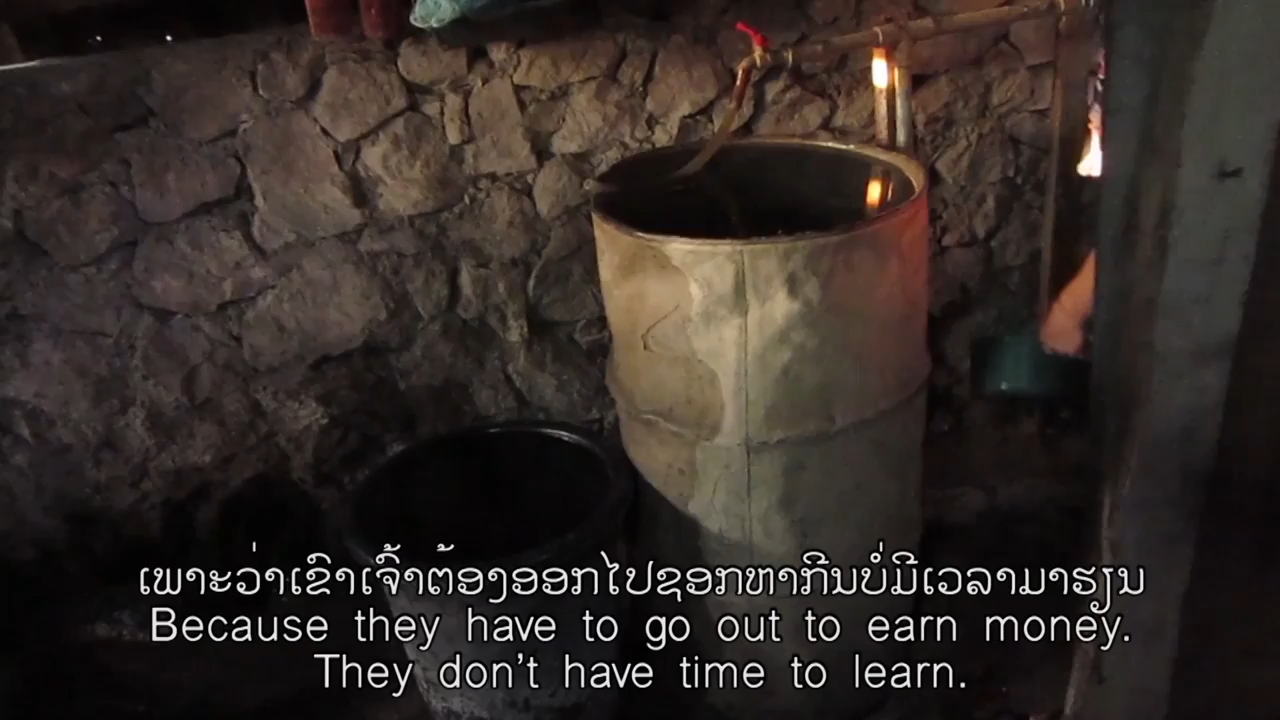 ເພາະວ່າເຂົາເຈົ້າຕ້ອງອອກໄປຊອກຫາກີນບໍ່ມີເວລາມາຮຽນ
Because they have to go out to earn money.
They don't have time to learn.